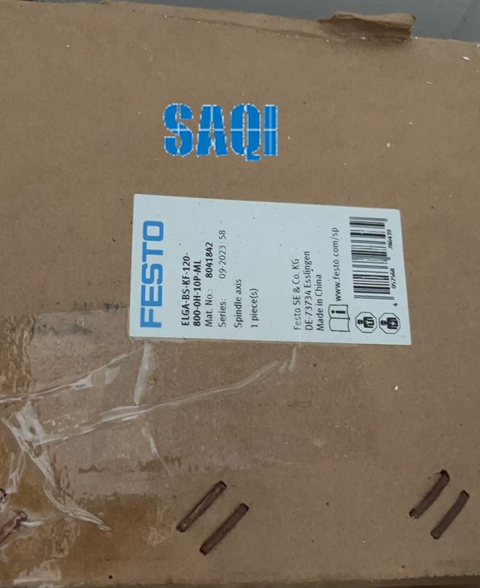 SAQI
FESTO
ELGA-BS-KF-120-
800-0H-10P-ML
Mat. No.: 8041842
Series: 09.2023:58
Spindle axis
1 piece(s)
Festo SE & Co. KG
DE-73734 Esslingen
Made in China
www.festo.com/sp